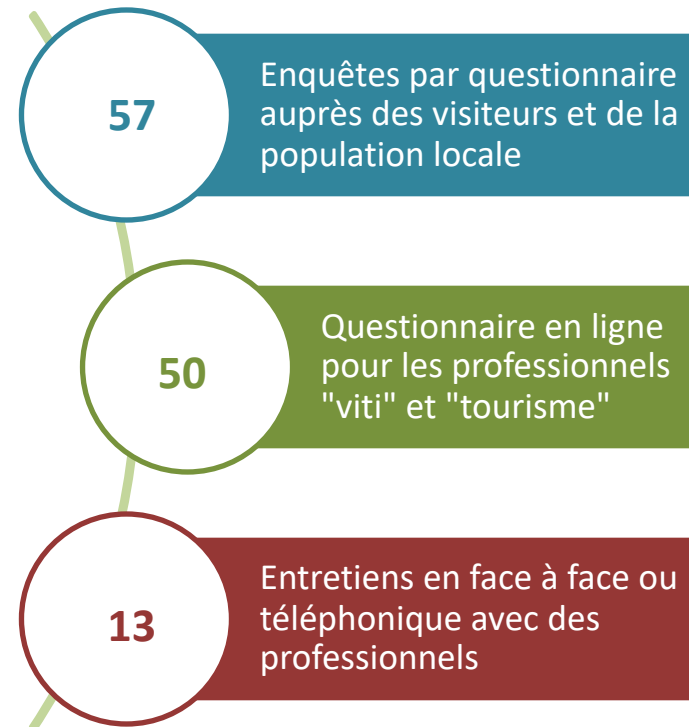 57
Enquêtes par questionnaire
auprès des visiteurs et de la
population locale
50
Questionnaire en ligne
pour les professionnels
"viti" et "tourisme"
13
Entretiens en face à face ou
téléphonique avec des
professionnels